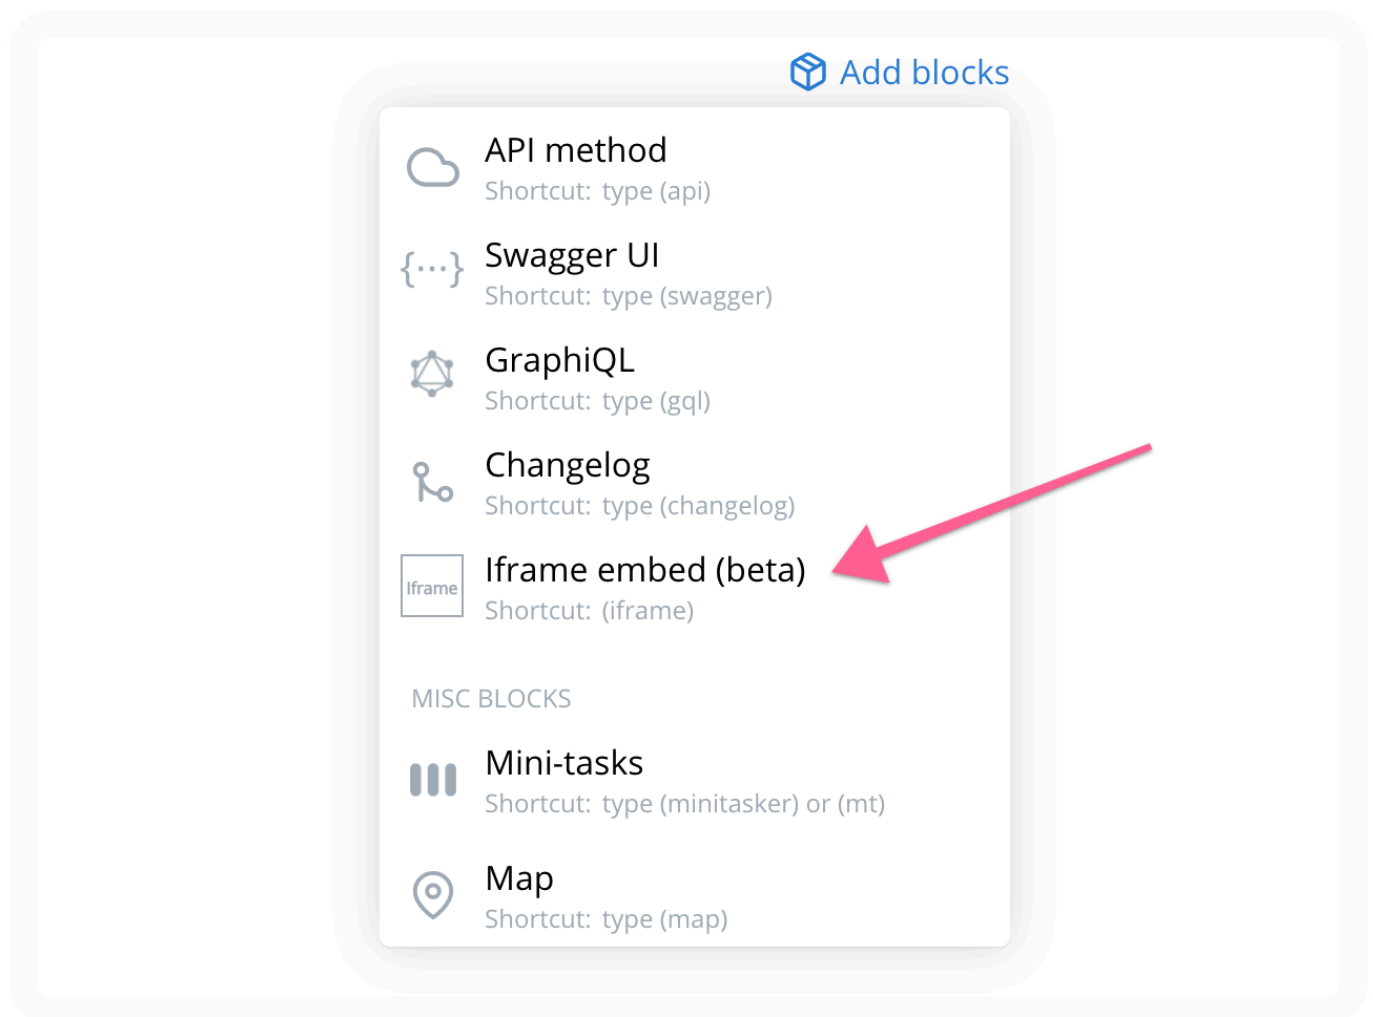 Add blocks
API method
Shortcut: type (api)
Swagger UI
Shortcut: type (swagger)
GraphiQL
Shortcut: type (gql)
Changelog
Shortcut: type (changelog)
Iframe
Iframe embed (beta)
Shortcut: (iframe)
MISC BLOCKS
Mini-tasks
Shortcut: type (minitasker) or (mt)
Map
Shortcut: type (map)